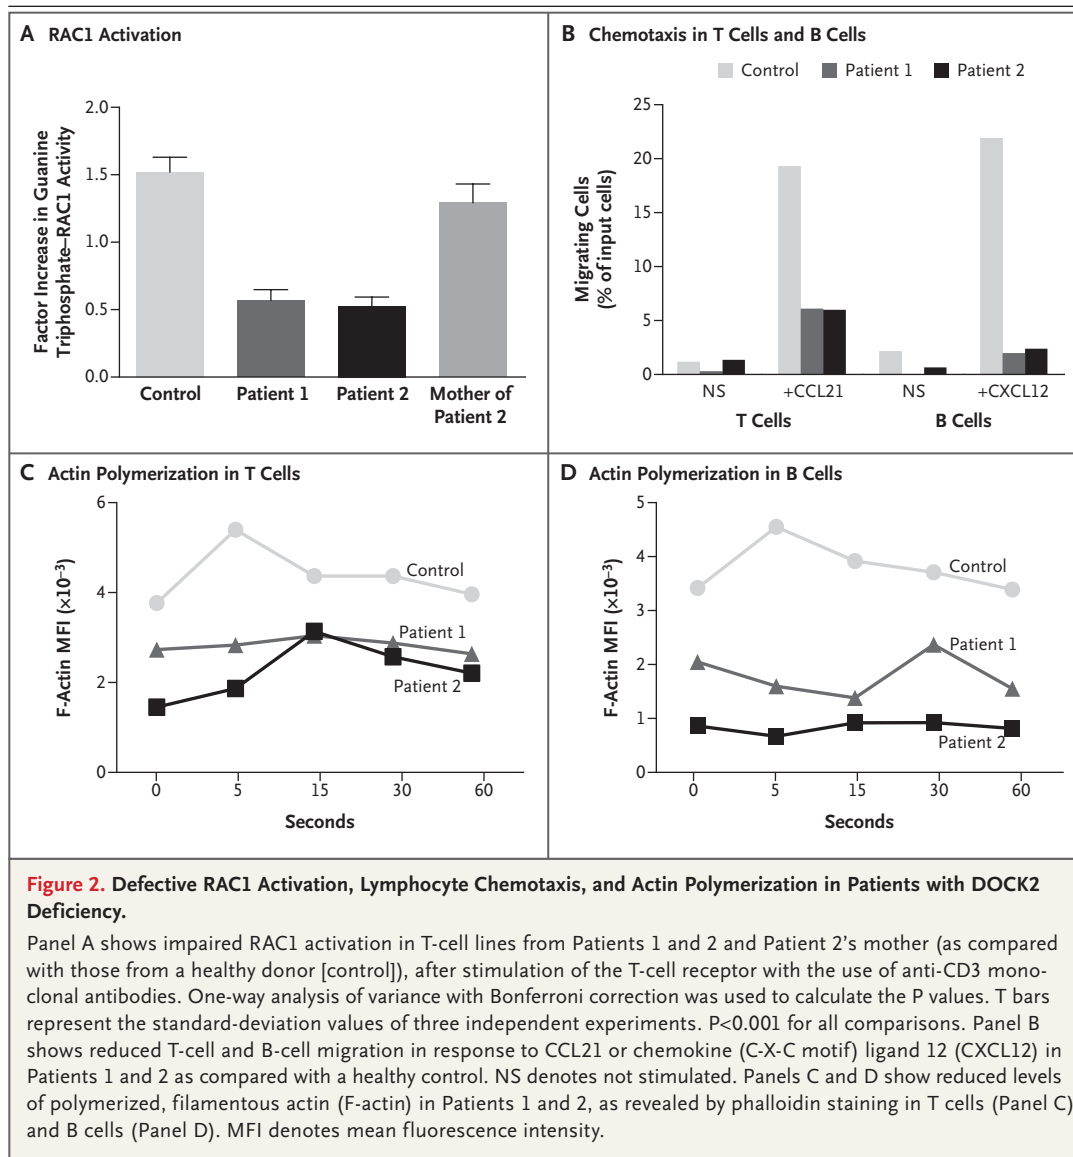 A RAC1 Activation
Factor Increase in Guanine
Triphosphate–RAC1 Activity
2.0
1.5
1.0
0.5
0.0
Control
Patient 1
Patient 2
Mother of
Patient 2
B Chemotaxis in T Cells and B Cells
Control
Patient 1
Patient 2
Migrating Cells
(% of input cells)
25
20
15
10
5
0
NS
+CCL21
NS
+CXCL12
T Cells
B Cells
C Actin Polymerization in T Cells
F-Actin MFI (×10⁻³)
6
4
2
0
Control
Patient 1
Patient 2
0
5
15
30
60
Seconds
D Actin Polymerization in B Cells
F-Actin MFI (×10⁻³)
5
4
3
2
1
0
Control
Patient 1
Patient 2
0
5
15
30
60
Seconds
Figure 2. Defective RAC1 Activation, Lymphocyte Chemotaxis, and Actin Polymerization in Patients with DOCK2
Deficiency.
Panel A shows impaired RAC1 activation in T-cell lines from Patients 1 and 2 and Patient 2's mother (as compared
with those from a healthy donor [control]), after stimulation of the T-cell receptor with the use of anti-CD3 mono-
clonal antibodies. One-way analysis of variance with Bonferroni correction was used to calculate the P values. T bars
represent the standard-deviation values of three independent experiments. P<0.001 for all comparisons. Panel B
shows reduced T-cell and B-cell migration in response to CCL21 or chemokine (C-X-C motif) ligand 12 (CXCL12) in
Patients 1 and 2 as compared with a healthy control. NS denotes not stimulated. Panels C and D show reduced levels
of polymerized, filamentous actin (F-actin) in Patients 1 and 2, as revealed by phalloidin staining in T cells (Panel C)
and B cells (Panel D). MFI denotes mean fluorescence intensity.